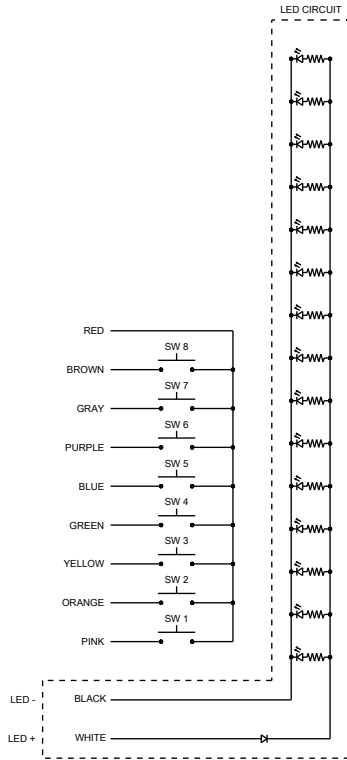 LED CIRCUIT
RED
SW 8
BROWN
SW 7
GRAY
SW 6
PURPLE
SW 5
BLUE
SW 4
GREEN
SW 3
YELLOW
SW 2
ORANGE
SW 1
PINK
LED - BLACK
LED + WHITE